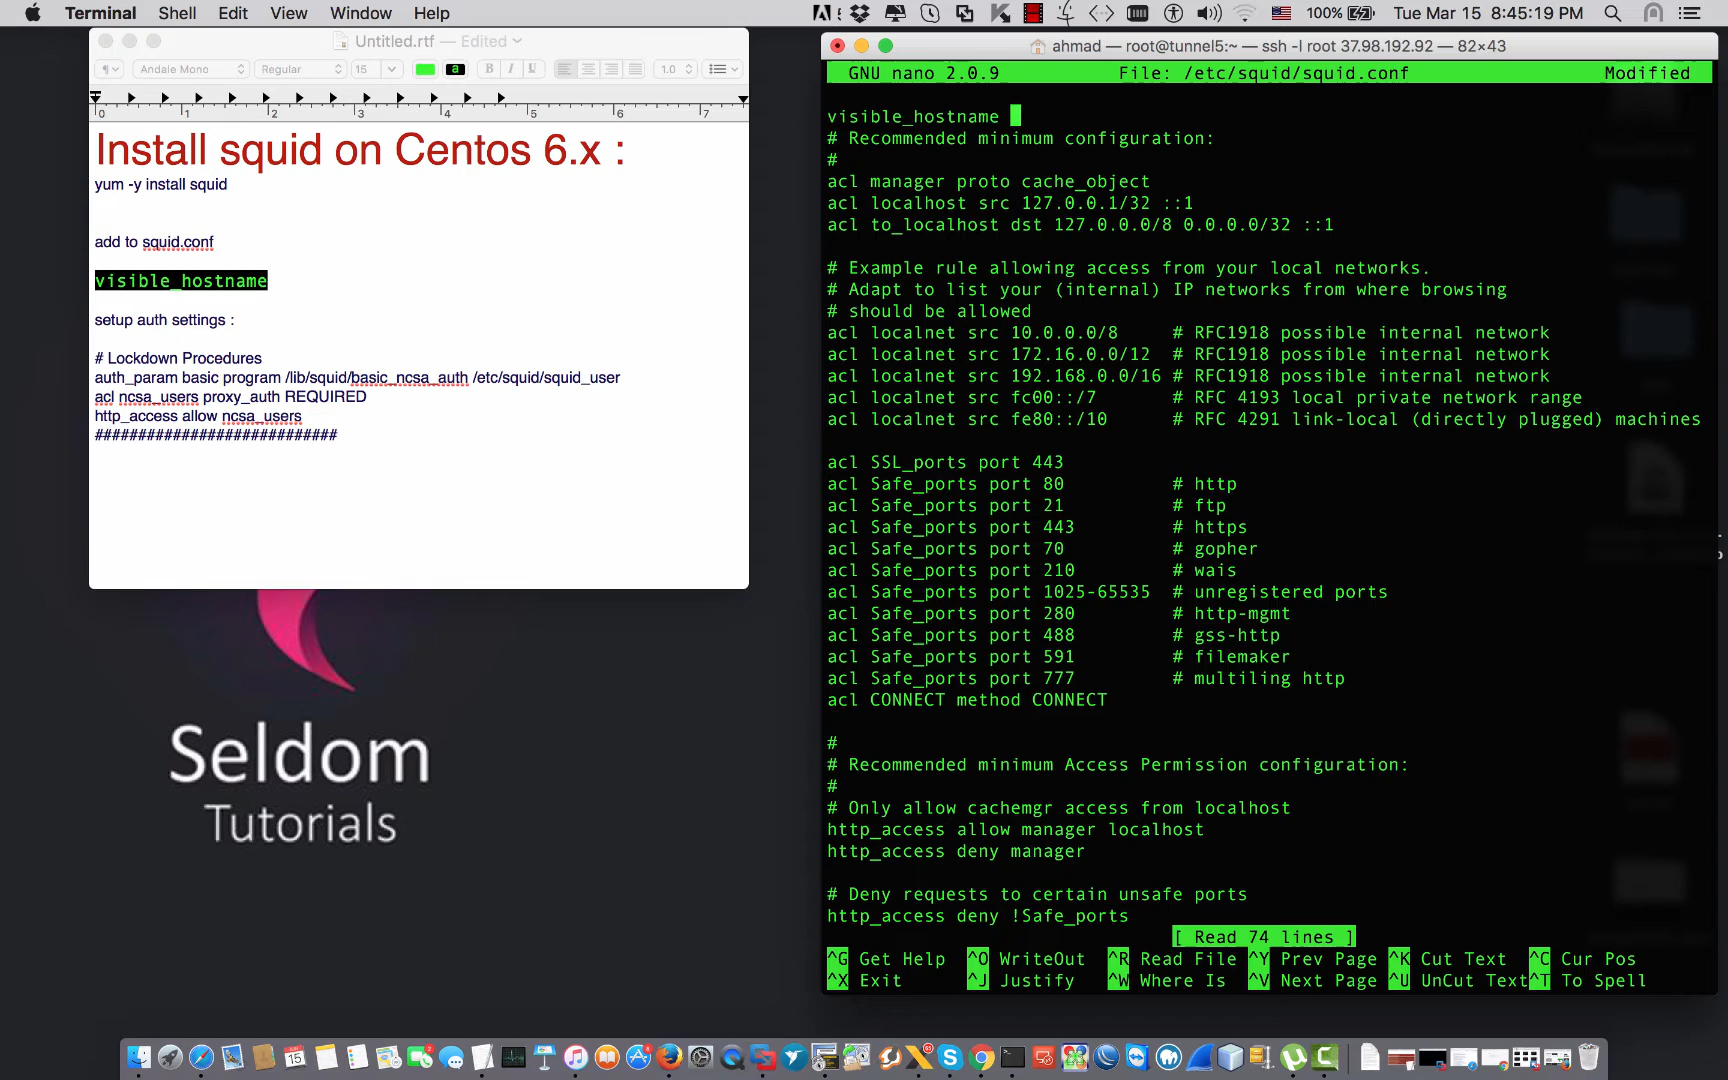 Terminal Shell Edit View Window Help
100% Tue Mar 15 8:45:19 PM
Untitled.rtf — Edited
Andale Mono Regular 15 a B I U 1.0
0 1 2 3 4 5 6 7
Install squid on Centos 6.x :
yum -y install squid
add to squid.conf
visible_hostname
setup auth settings :
# Lockdown Procedures
auth_param basic program /lib/squid/basic_ncsa_auth /etc/squid/squid_user
acl ncsa_users proxy_auth REQUIRED
http_access allow ncsa_users
############################
Seldom
Tutorials
ahmad — root@tunnel5:~ — ssh -l root 37.98.192.92 — 82×43
GNU nano 2.0.9 File: /etc/squid/squid.conf Modified
visible_hostname
# Recommended minimum configuration:
#
acl manager proto cache_object
acl localhost src 127.0.0.1/32 ::1
acl to_localhost dst 127.0.0.0/8 0.0.0.0/32 ::1
# Example rule allowing access from your local networks.
# Adapt to list your (internal) IP networks from where browsing
# should be allowed
acl localnet src 10.0.0.0/8 # RFC1918 possible internal network
acl localnet src 172.16.0.0/12 # RFC1918 possible internal network
acl localnet src 192.168.0.0/16 # RFC1918 possible internal network
acl localnet src fc00::/7 # RFC 4193 local private network range
acl localnet src fe80::/10 # RFC 4291 link-local (directly plugged) machines
acl SSL_ports port 443
acl Safe_ports port 80 # http
acl Safe_ports port 21 # ftp
acl Safe_ports port 443 # https
acl Safe_ports port 70 # gopher
acl Safe_ports port 210 # wais
acl Safe_ports port 1025-65535 # unregistered ports
acl Safe_ports port 280 # http-mgmt
acl Safe_ports port 488 # gss-http
acl Safe_ports port 591 # filemaker
acl Safe_ports port 777 # multiling http
acl CONNECT method CONNECT
#
# Recommended minimum Access Permission configuration:
#
# Only allow cachemgr access from localhost
http_access allow manager localhost
http_access deny manager
# Deny requests to certain unsafe ports
http_access deny !Safe_ports
[ Read 74 lines ]
^G Get Help ^O WriteOut ^R Read File ^Y Prev Page ^K Cut Text ^C Cur Pos
^X Exit ^J Justify ^W Where Is ^V Next Page ^U UnCut Text ^T To Spell